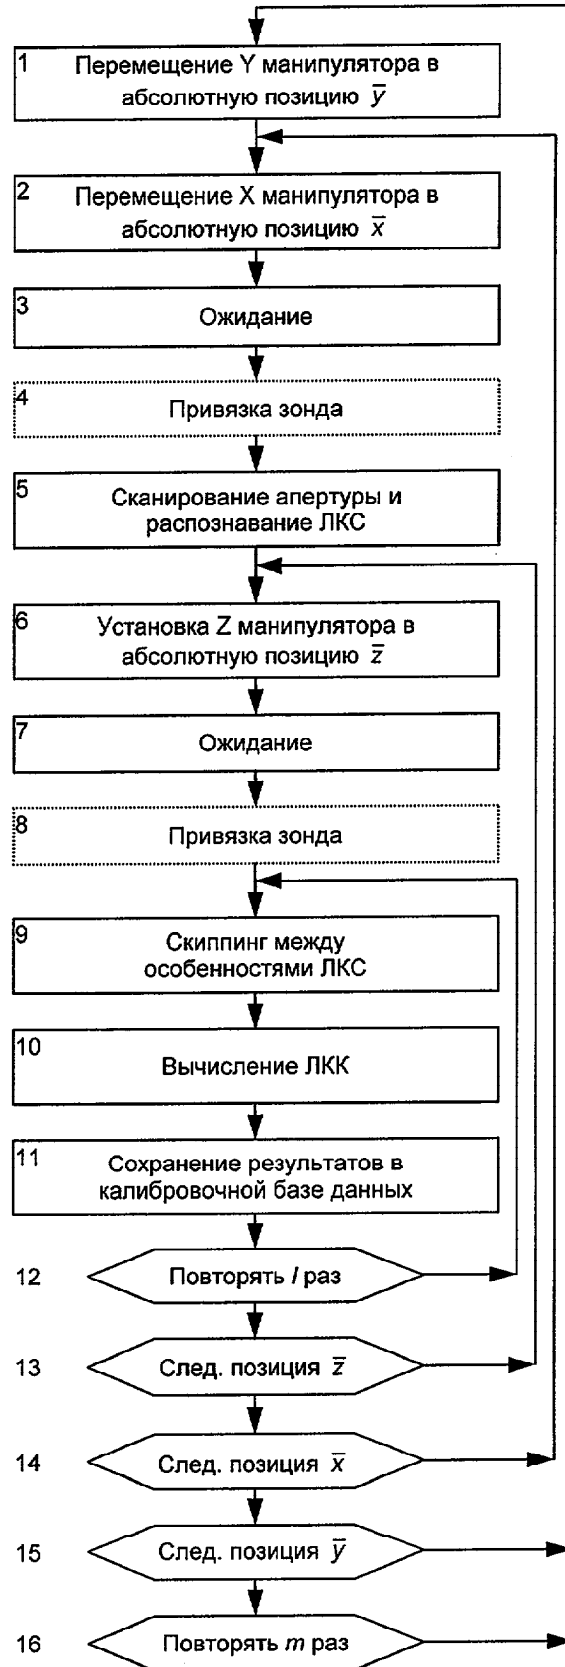 1
Перемещение Y манипулятора в
абсолютную позицию y̅
2
Перемещение X манипулятора в
абсолютную позицию x̅
3
Ожидание
4
Привязка зонда
5
Сканирование апертуры и
распознавание ЛКС
6
Установка Z манипулятора в
абсолютную позицию z̅
7
Ожидание
8
Привязка зонда
9
Скиппинг между
особенностями ЛКС
10
Вычисление ЛКК
11
Сохранение результатов в
калибровочной базе данных
12 Повторять l раз
13 След. позиция z̅
14 След. позиция x̅
15 След. позиция y̅
16 Повторять m раз